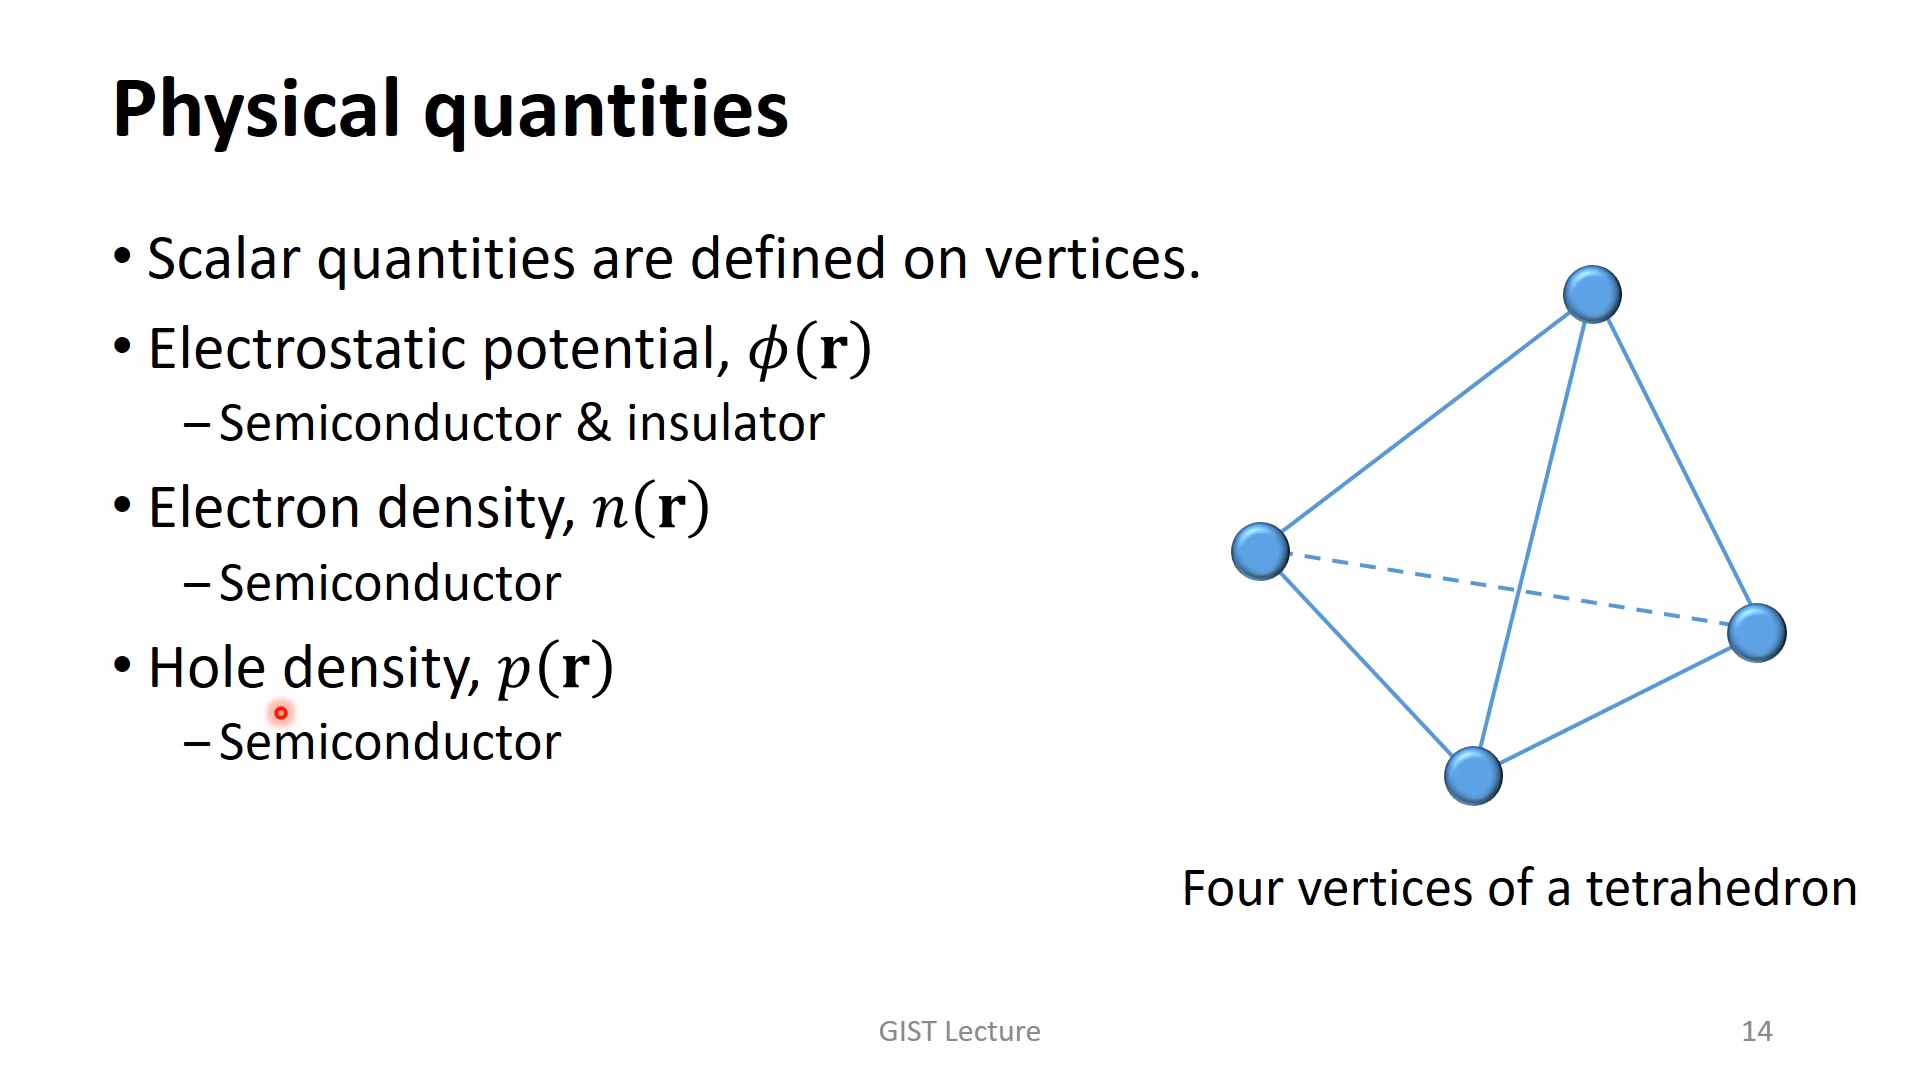 Physical quantities
• Scalar quantities are defined on vertices.
• Electrostatic potential, 𝜙(𝐫)
– Semiconductor & insulator
• Electron density, 𝑛(𝐫)
– Semiconductor
• Hole density, 𝑝(𝐫)
– Semiconductor
Four vertices of a tetrahedron
GIST Lecture
14